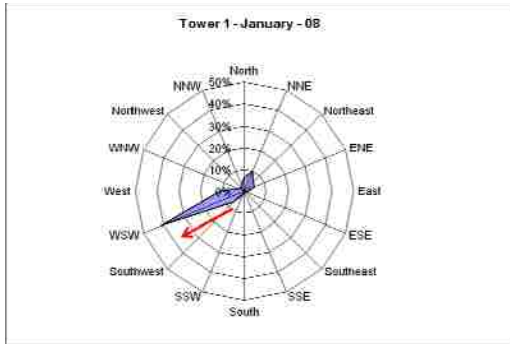 Tower 1 - January - 08
North
NNW
50%
NNE
40%
Northwest
Northeast
30%
20%
WNW
ENE
10%
West
0%
East
WSW
ESE
Southwest
Southeast
SSW
SSE
South